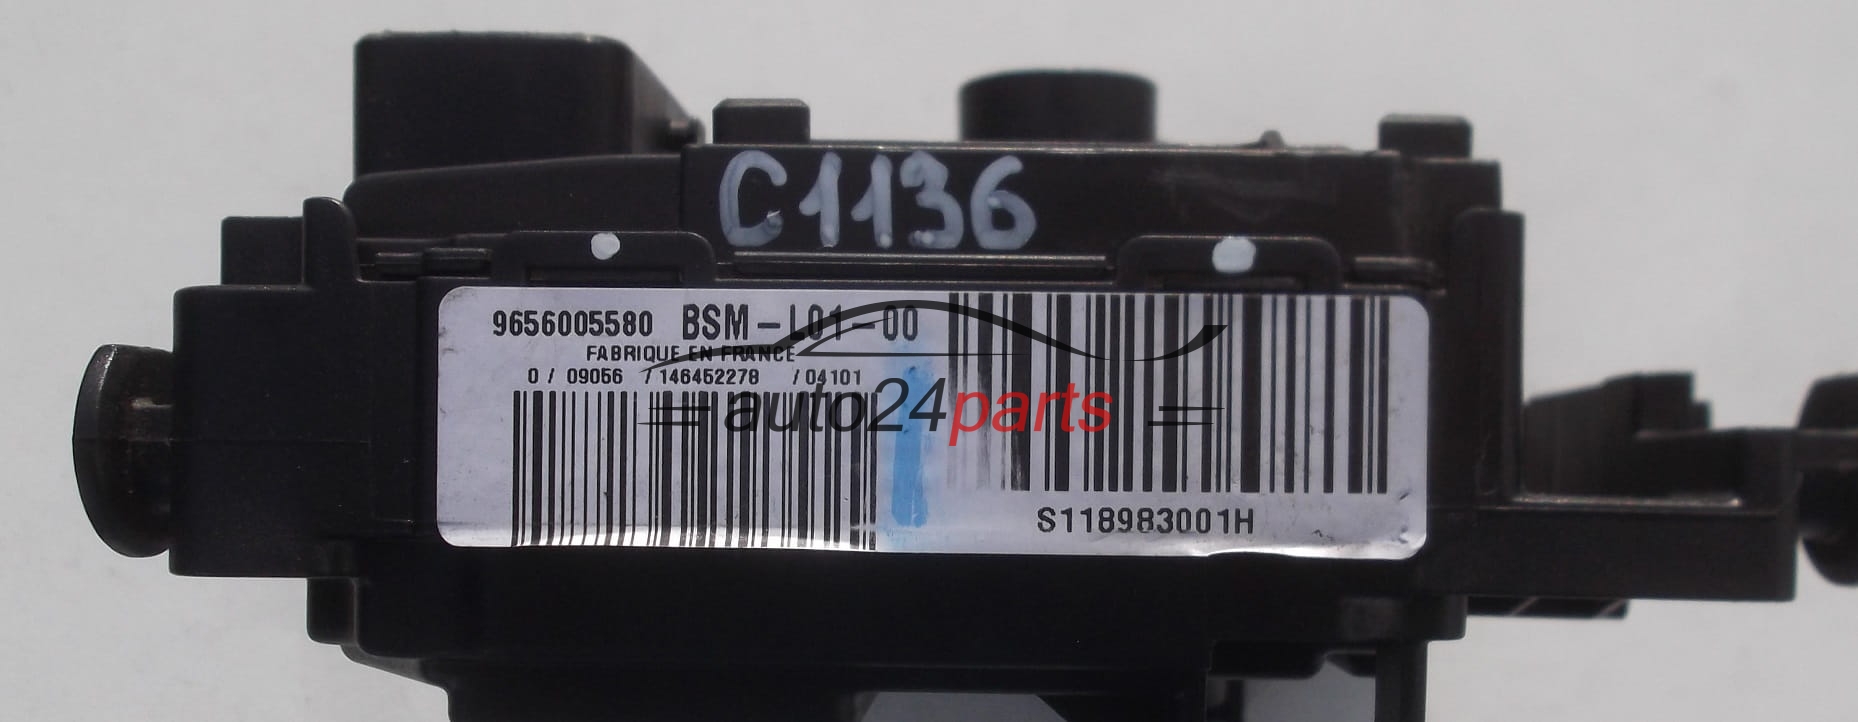 C1136
9656005580 BSM-L01-00
FABRIQUE EN FRANCE
0 / 09056 / 146452278 / 04101
auto24parts
S118983001H